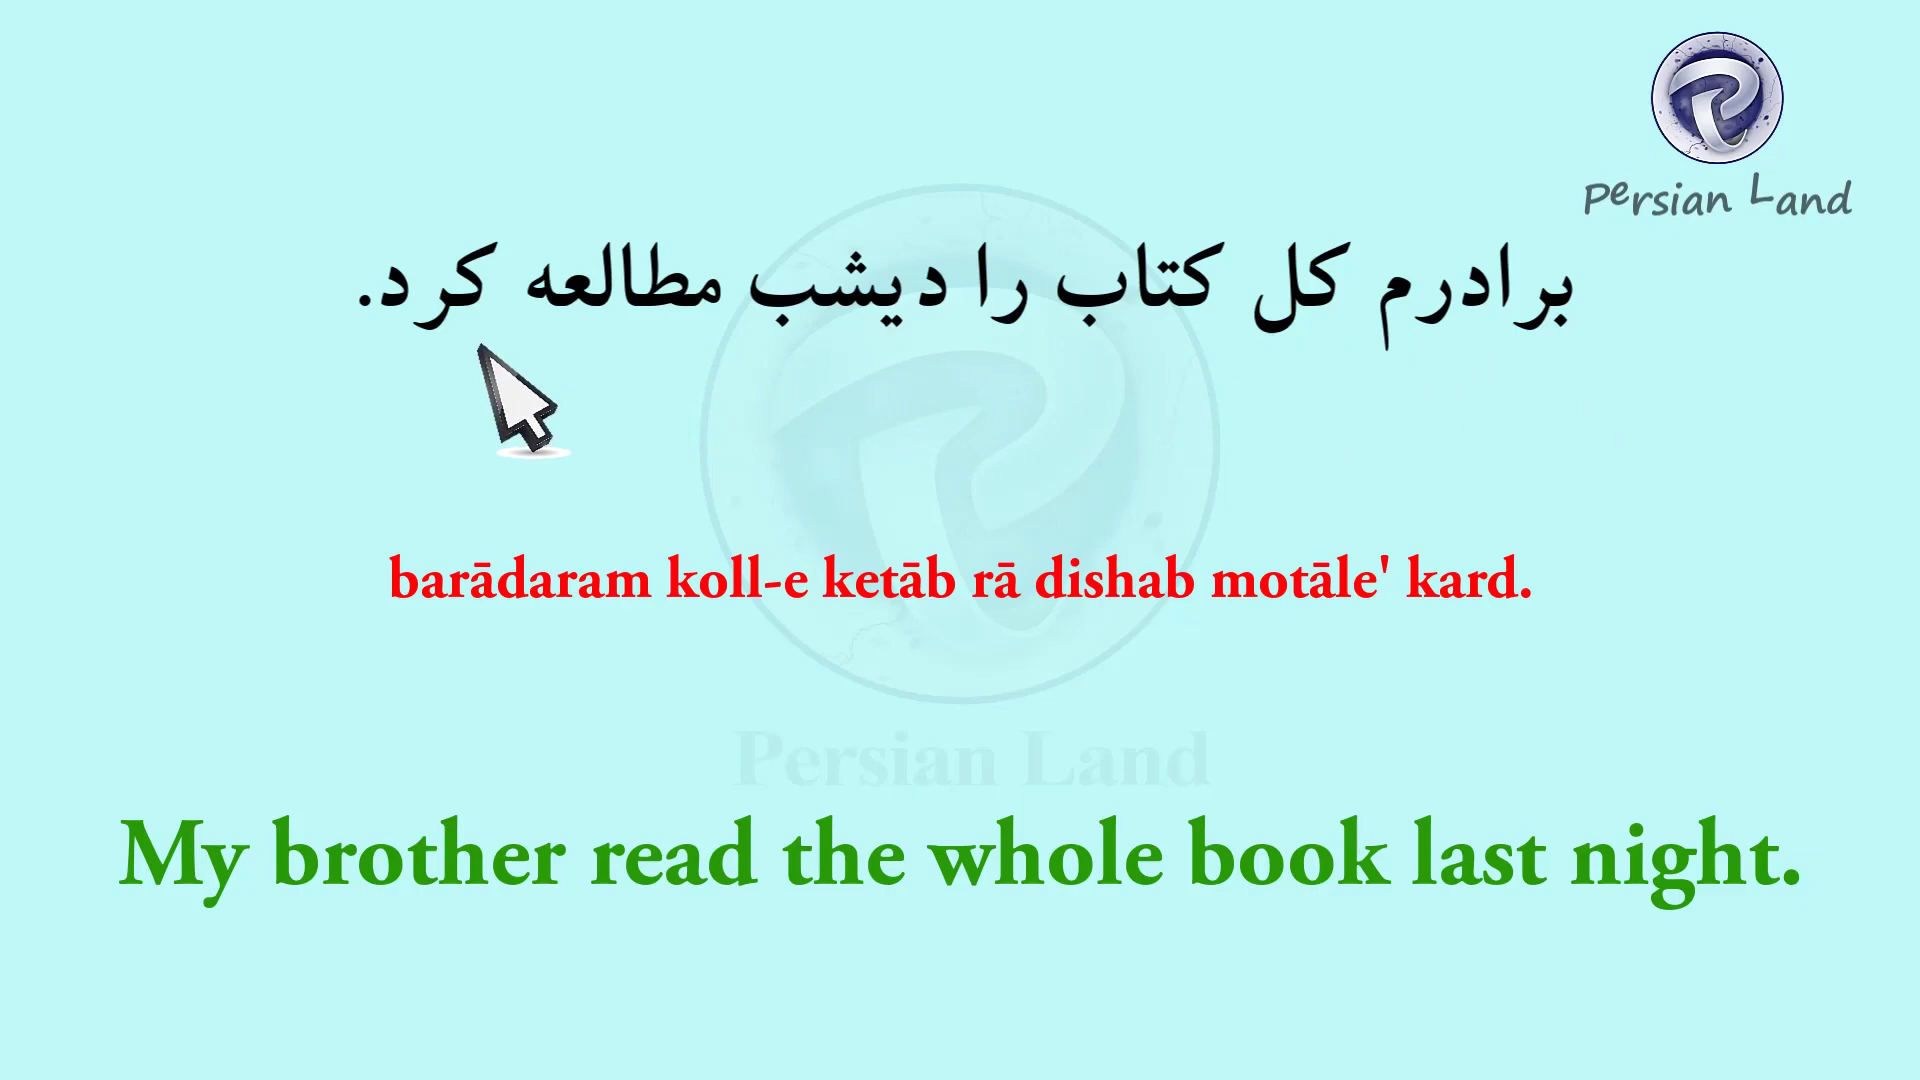 Persian Land
برادرم کل کتاب را دیشب مطالعه کرد.
barādaram koll-e ketāb rā dishab motāle' kard.
Persian Land
My brother read the whole book last night.